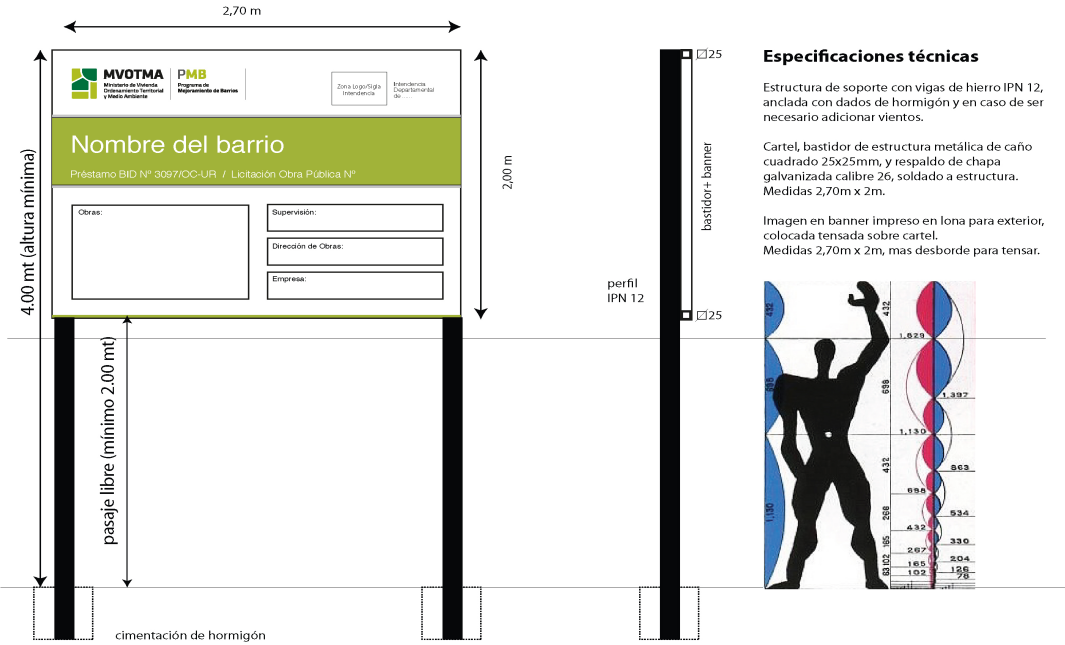 2,70 m
MVOTMA
Ministerio de Vivienda
Ordenamiento Territorial
y Medio Ambiente
PMB
Programa de
Mejoramiento de Barrios
Zona Logo/Sigla
Intendencia
Intendencia
Departamental
de ......
Nombre del barrio
Préstamo BID Nº 3097/OC-UR / Licitación Obra Pública Nº
Obras:
Supervisión:
Dirección de Obras:
Empresa:
4.00 mt (altura mínima)
pasaje libre (mínimo 2.00 mt)
2,00 m
cimentación de hormigón
25
bastidor+ banner
perfil
IPN 12
25
Especificaciones técnicas
Estructura de soporte con vigas de hierro IPN 12,
anclada con dados de hormigón y en caso de ser
necesario adicionar vientos.
Cartel, bastidor de estructura metálica de caño
cuadrado 25x25mm, y respaldo de chapa
galvanizada calibre 26, soldado a estructura.
Medidas 2,70m x 2m.
Imagen en banner impreso en lona para exterior,
colocada tensada sobre cartel.
Medidas 2,70m x 2m, mas desborde para tensar.
432
698
1,130
432
698
432
266
165
102
63
1,829
1,130
698
432
267
165
102
1,397
863
534
330
204
126
78